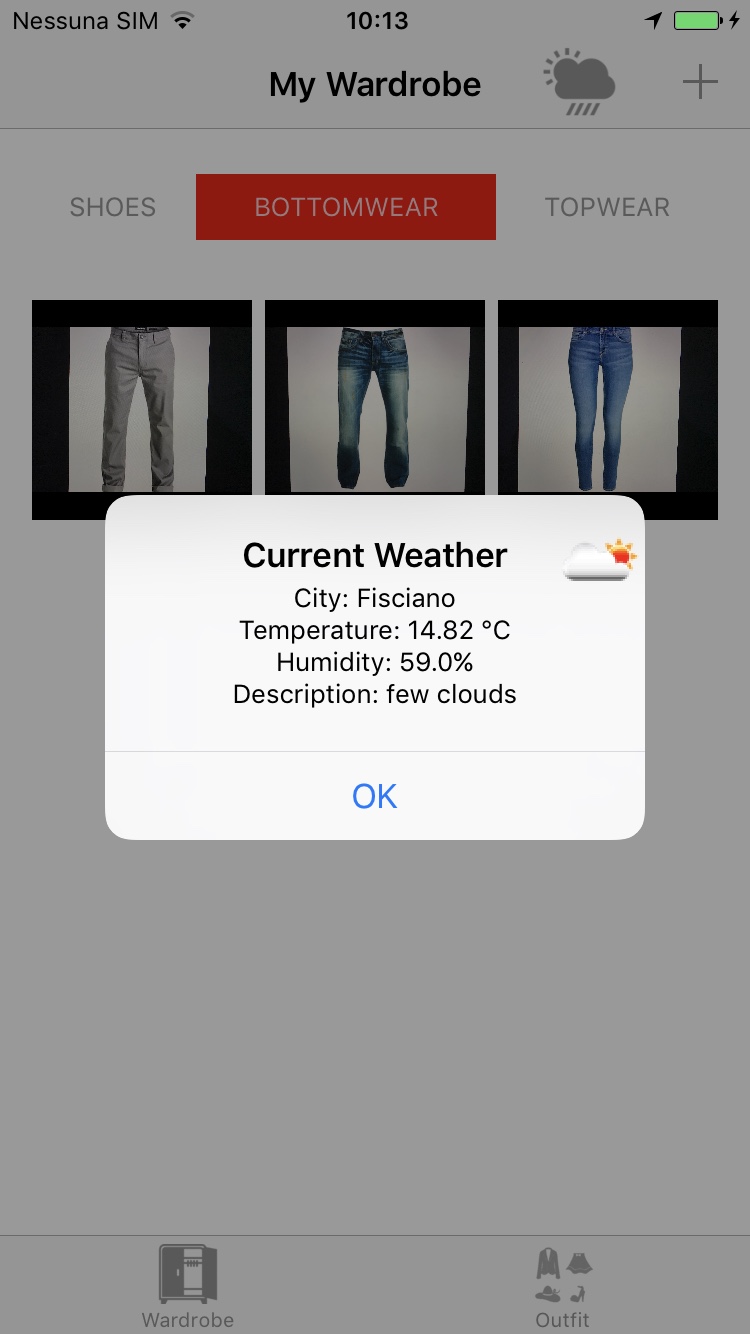 Nessuna SIM 10:13
My Wardrobe
SHOES BOTTOMWEAR TOPWEAR
Current Weather
City: Fisciano
Temperature: 14.82 °C
Humidity: 59.0%
Description: few clouds
OK
Wardrobe Outfit